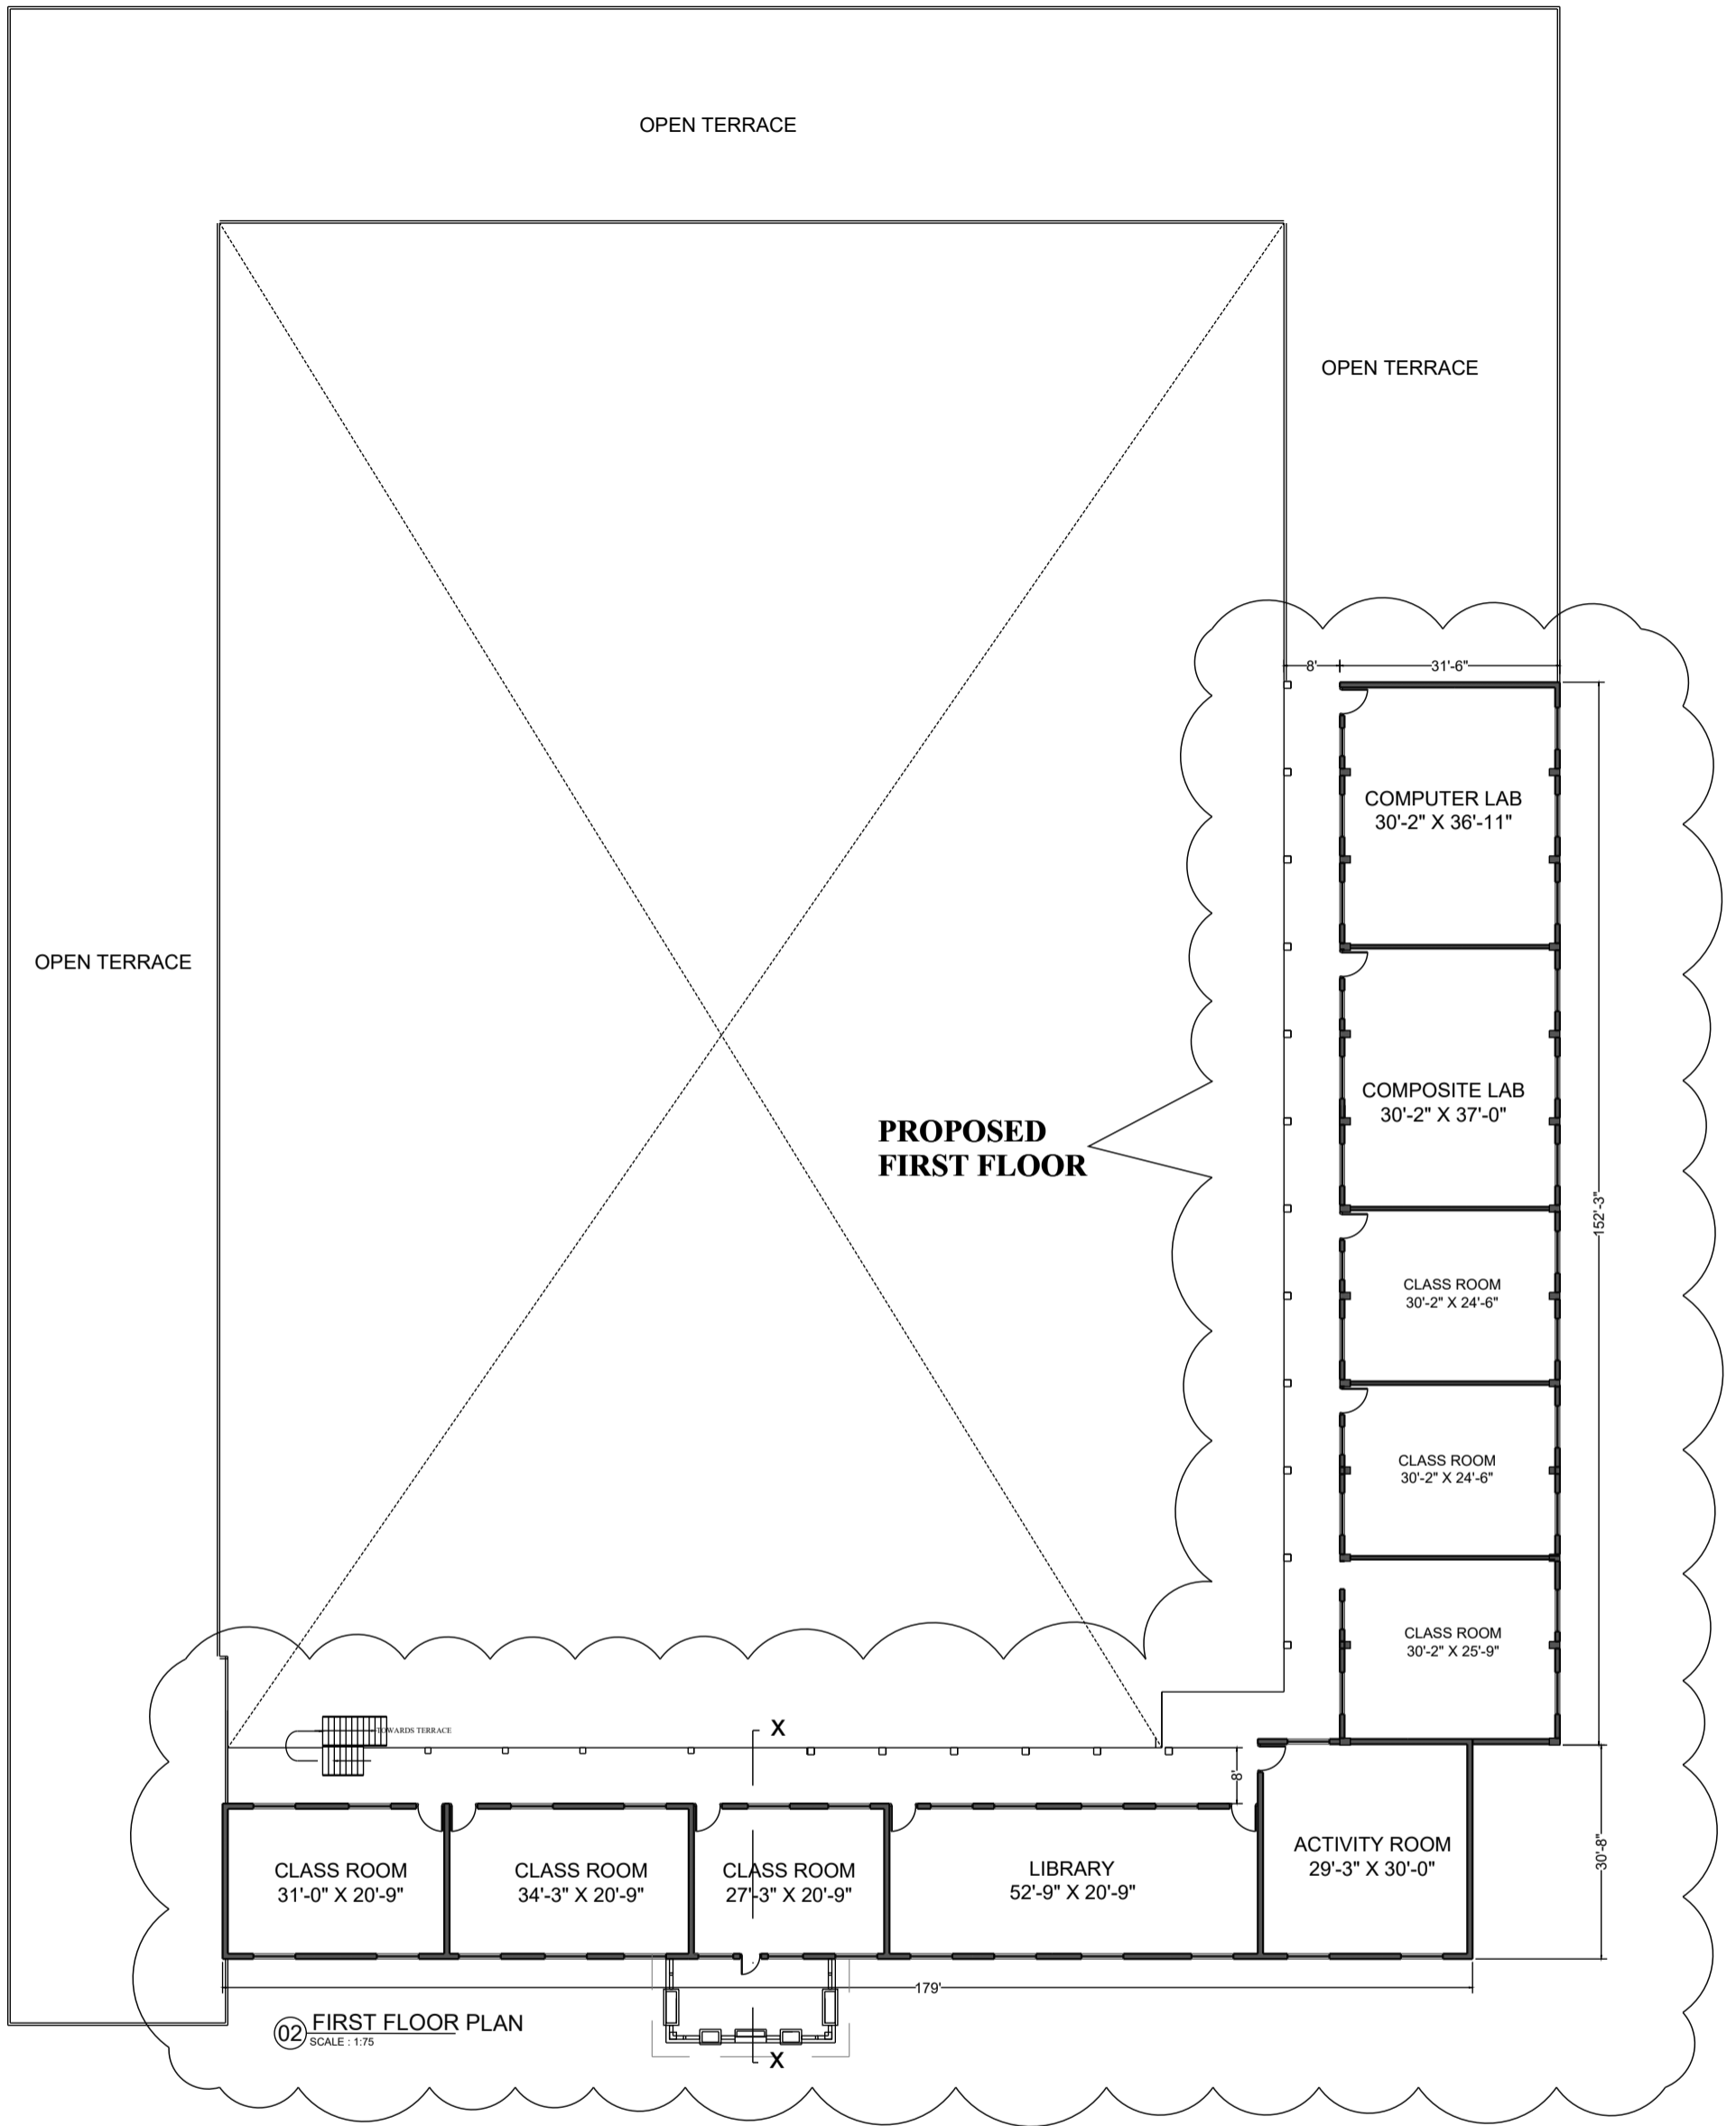 OPEN TERRACE
OPEN TERRACE
8'
31'-6"
COMPUTER LAB
30'-2" X 36'-11"
OPEN TERRACE
COMPOSITE LAB
30'-2" X 37'-0"
PROPOSED
FIRST FLOOR
152'-3"
CLASS ROOM
30'-2" X 24'-6"
CLASS ROOM
30'-2" X 24'-6"
CLASS ROOM
30'-2" X 25'-9"
X
TOWARDS TERRACE
8'
CLASS ROOM
31'-0" X 20'-9"
CLASS ROOM
34'-3" X 20'-9"
CLASS ROOM
27'-3" X 20'-9"
LIBRARY
52'-9" X 20'-9"
ACTIVITY ROOM
29'-3" X 30'-0"
30'-8"
179'
02 FIRST FLOOR PLAN
SCALE : 1:75
X